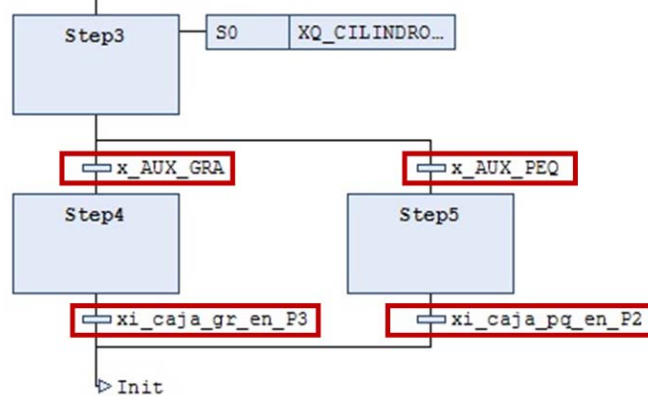 Step3
S0 XQ_CILINDRO...
x_AUX_GRA
x_AUX_PEQ
Step4
Step5
xi_caja_gr_en_P3
xi_caja_pq_en_P2
Init